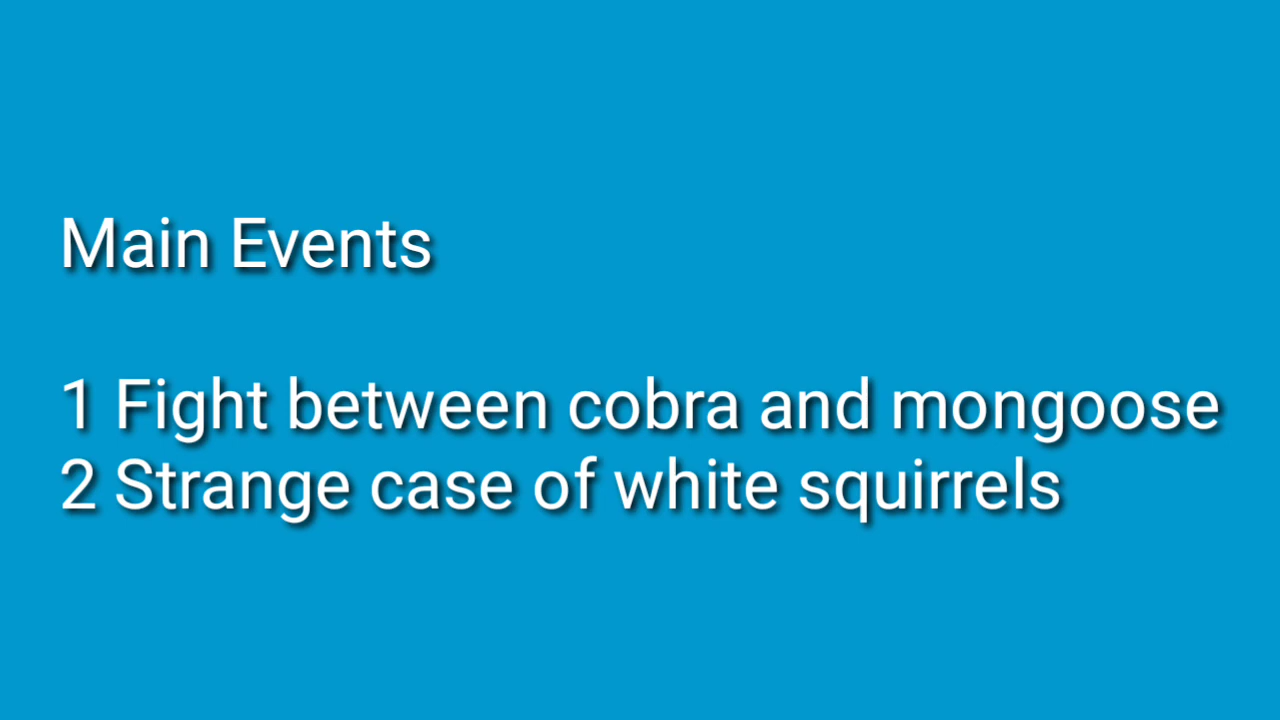 Main Events
1 Fight between cobra and mongoose
2 Strange case of white squirrels